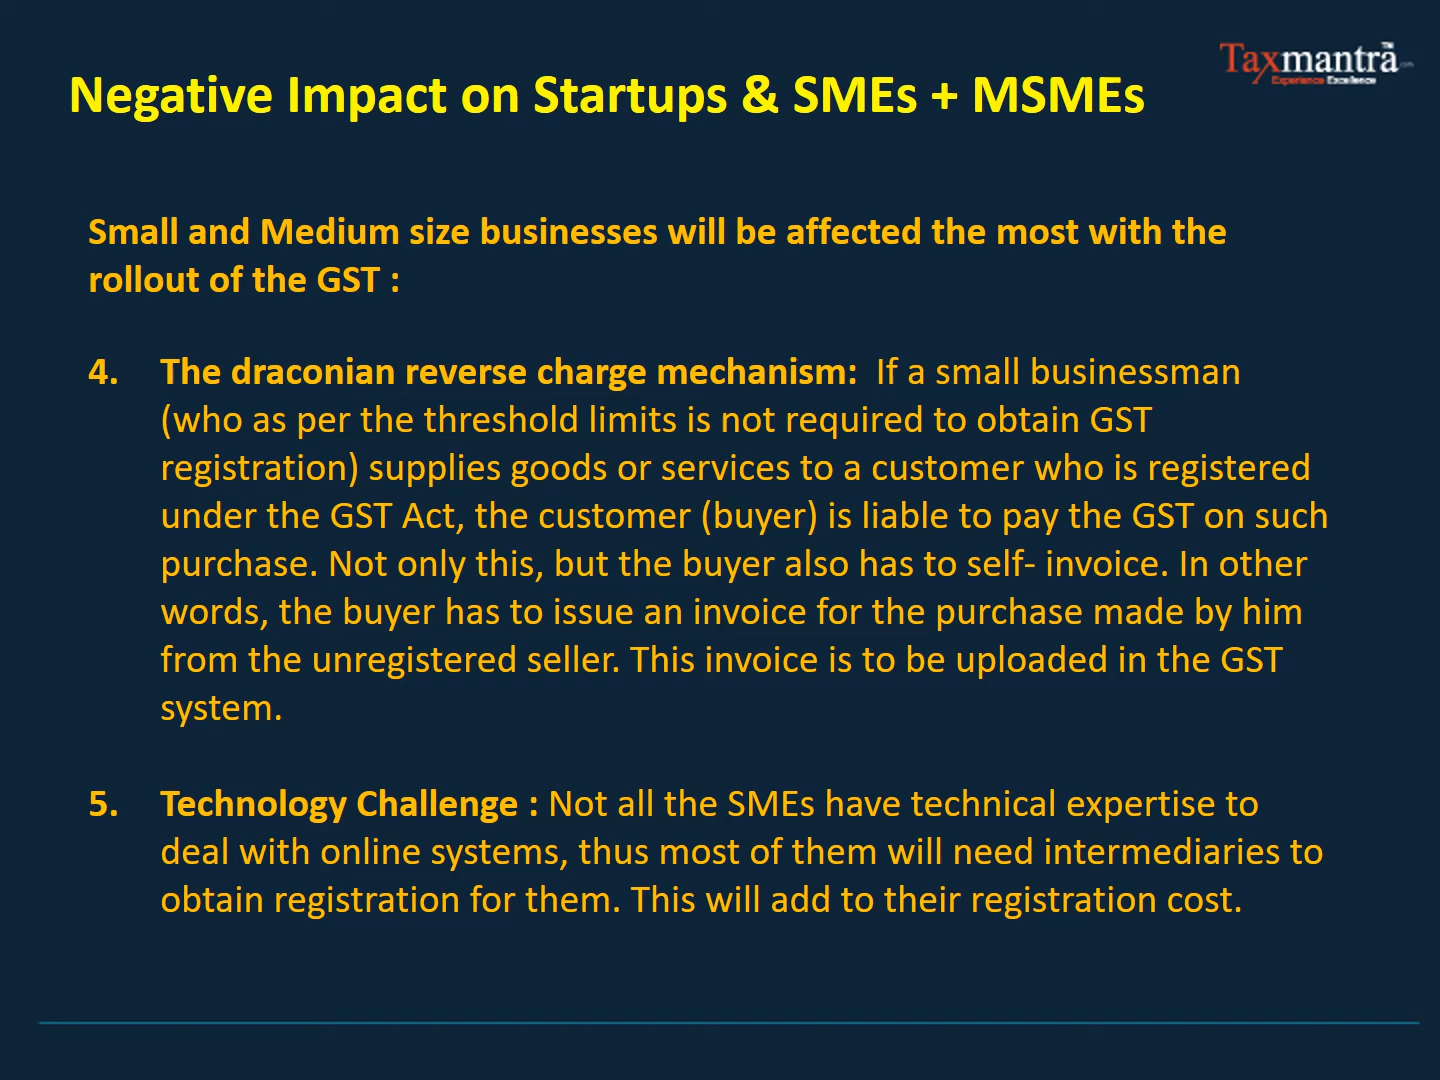 Taxmantra
TM
.com
Experience Excellence
Negative Impact on Startups & SMEs + MSMEs
Small and Medium size businesses will be affected the most with the
rollout of the GST :
4. The draconian reverse charge mechanism: If a small businessman
(who as per the threshold limits is not required to obtain GST
registration) supplies goods or services to a customer who is registered
under the GST Act, the customer (buyer) is liable to pay the GST on such
purchase. Not only this, but the buyer also has to self- invoice. In other
words, the buyer has to issue an invoice for the purchase made by him
from the unregistered seller. This invoice is to be uploaded in the GST
system.
5. Technology Challenge : Not all the SMEs have technical expertise to
deal with online systems, thus most of them will need intermediaries to
obtain registration for them. This will add to their registration cost.